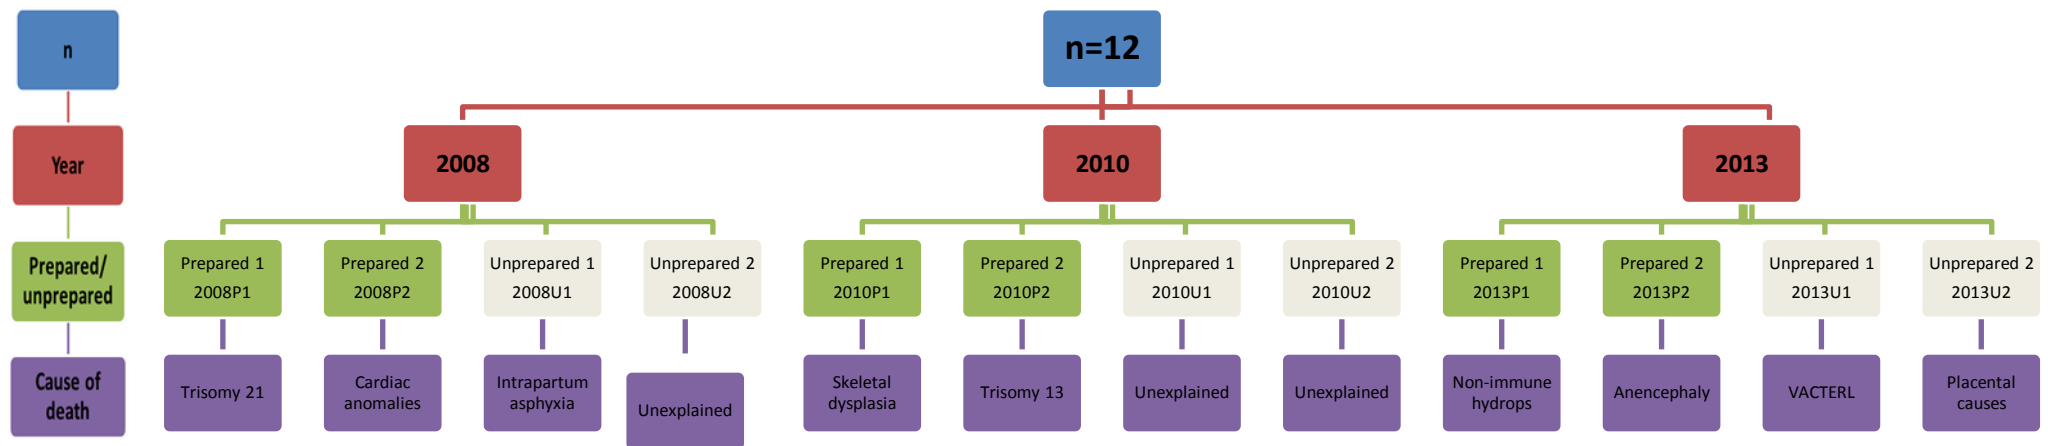 n
n=12
Year
2008
2010
2013
Prepared/
unprepared
Prepared 1
2008P1
Prepared 2
2008P2
Unprepared 1
2008U1
Unprepared 2
2008U2
Prepared 1
2010P1
Prepared 2
2010P2
Unprepared 1
2010U1
Unprepared 2
2010U2
Prepared 1
2013P1
Prepared 2
2013P2
Unprepared 1
2013U1
Unprepared 2
2013U2
Cause of
death
Trisomy 21
Cardiac
anomalies
Intrapartum
asphyxia
Unexplained
Skeletal
dysplasia
Trisomy 13
Unexplained
Unexplained
Non-immune
hydrops
Anencephaly
VACTERL
Placental
causes